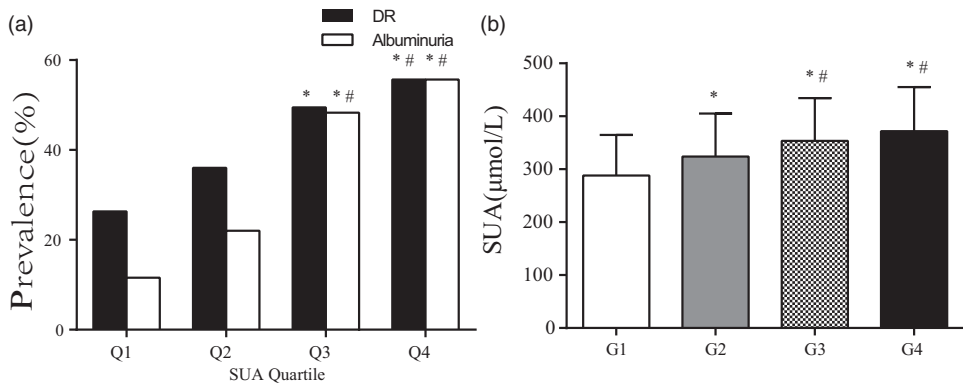 (a)
DR
Albuminuria
Prevalence(%)
60
40
20
0
*
* #
* # * #
Q1 Q2 Q3 Q4
SUA Quartile
(b)
SUA(μmol/L)
500
400
300
200
100
0
*
* #
* #
G1 G2 G3 G4